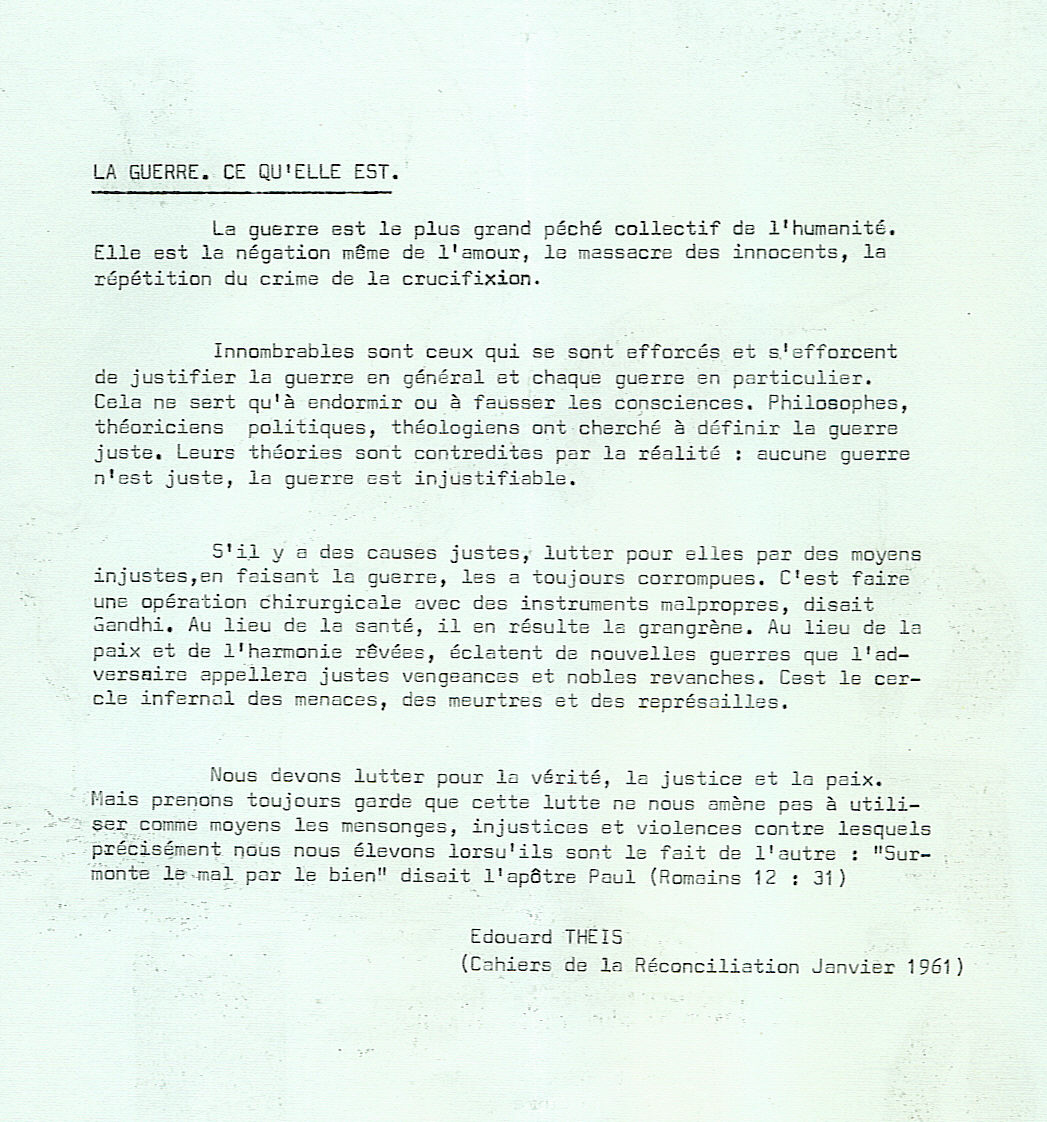 LA GUERRE. CE QU'ELLE EST.
La guerre est le plus grand péché collectif de l'humanité.
Elle est la négation même de l'amour, le massacre des innocents, la
répétition du crime de la crucifixion.
Innombrables sont ceux qui se sont efforcés et s'efforcent
de justifier la guerre en général et chaque guerre en particulier.
Cela ne sert qu'à endormir ou à fausser les consciences. Philosophes,
théoriciens politiques, théologiens ont cherché à définir la guerre
juste. Leurs théories sont contredites par la réalité : aucune guerre
n'est juste, la guerre est injustifiable.
S'il y a des causes justes, lutter pour elles par des moyens
injustes,en faisant la guerre, les a toujours corrompues. C'est faire
une opération chirurgicale avec des instruments malpropres, disait
Gandhi. Au lieu de la santé, il en résulte la grangrène. Au lieu de la
paix et de l'harmonie rêvées, éclatent de nouvelles guerres que l'ad-
versaire appellera justes vengeances et nobles revanches. Cest le cer-
cle infernal des menaces, des meurtres et des représailles.
Nous devons lutter pour la vérité, la justice et la paix.
Mais prenons toujours garde que cette lutte ne nous amène pas à utili-
ser comme moyens les mensonges, injustices et violences contre lesquels
précisément nous nous élevons lorsu'ils sont le fait de l'autre : "Sur-
monte le mal par le bien" disait l'apôtre Paul (Romains 12 : 31)
Edouard THEIS
(Cahiers de la Réconciliation Janvier 1961)